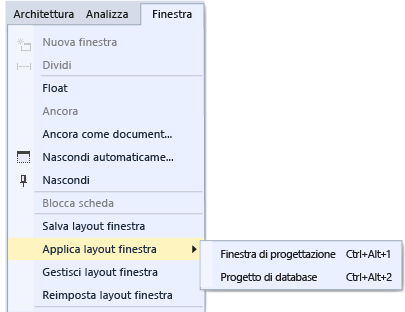 Architettura Analizza Finestra
Nuova finestra
Dividi
Float
Ancora
Ancora come document...
Nascondi automaticame...
Nascondi
Blocca scheda
Salva layout finestra
Applica layout finestra
Finestra di progettazione Ctrl+Alt+1
Progetto di database Ctrl+Alt+2
Gestisci layout finestra
Reimposta layout finestra